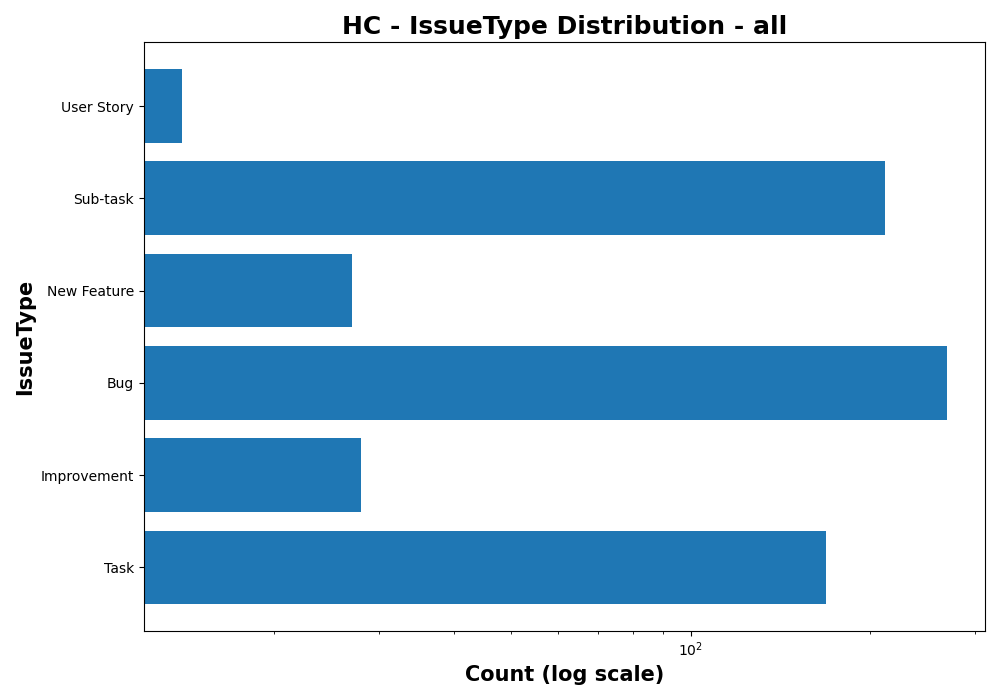 HC - IssueType Distribution - all
User Story
Sub-task
New Feature
Bug
Improvement
Task
IssueType
10²
Count (log scale)